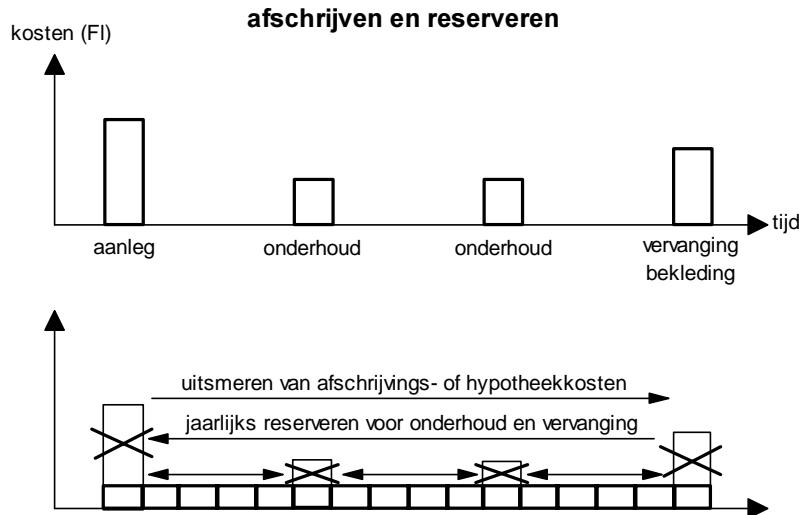 afschrijven en reserveren
kosten (Fl)
tijd
aanleg
onderhoud
onderhoud
vervanging
bekleding
uitsmeren van afschrijvings- of hypotheekkosten
jaarlijks reserveren voor onderhoud en vervanging